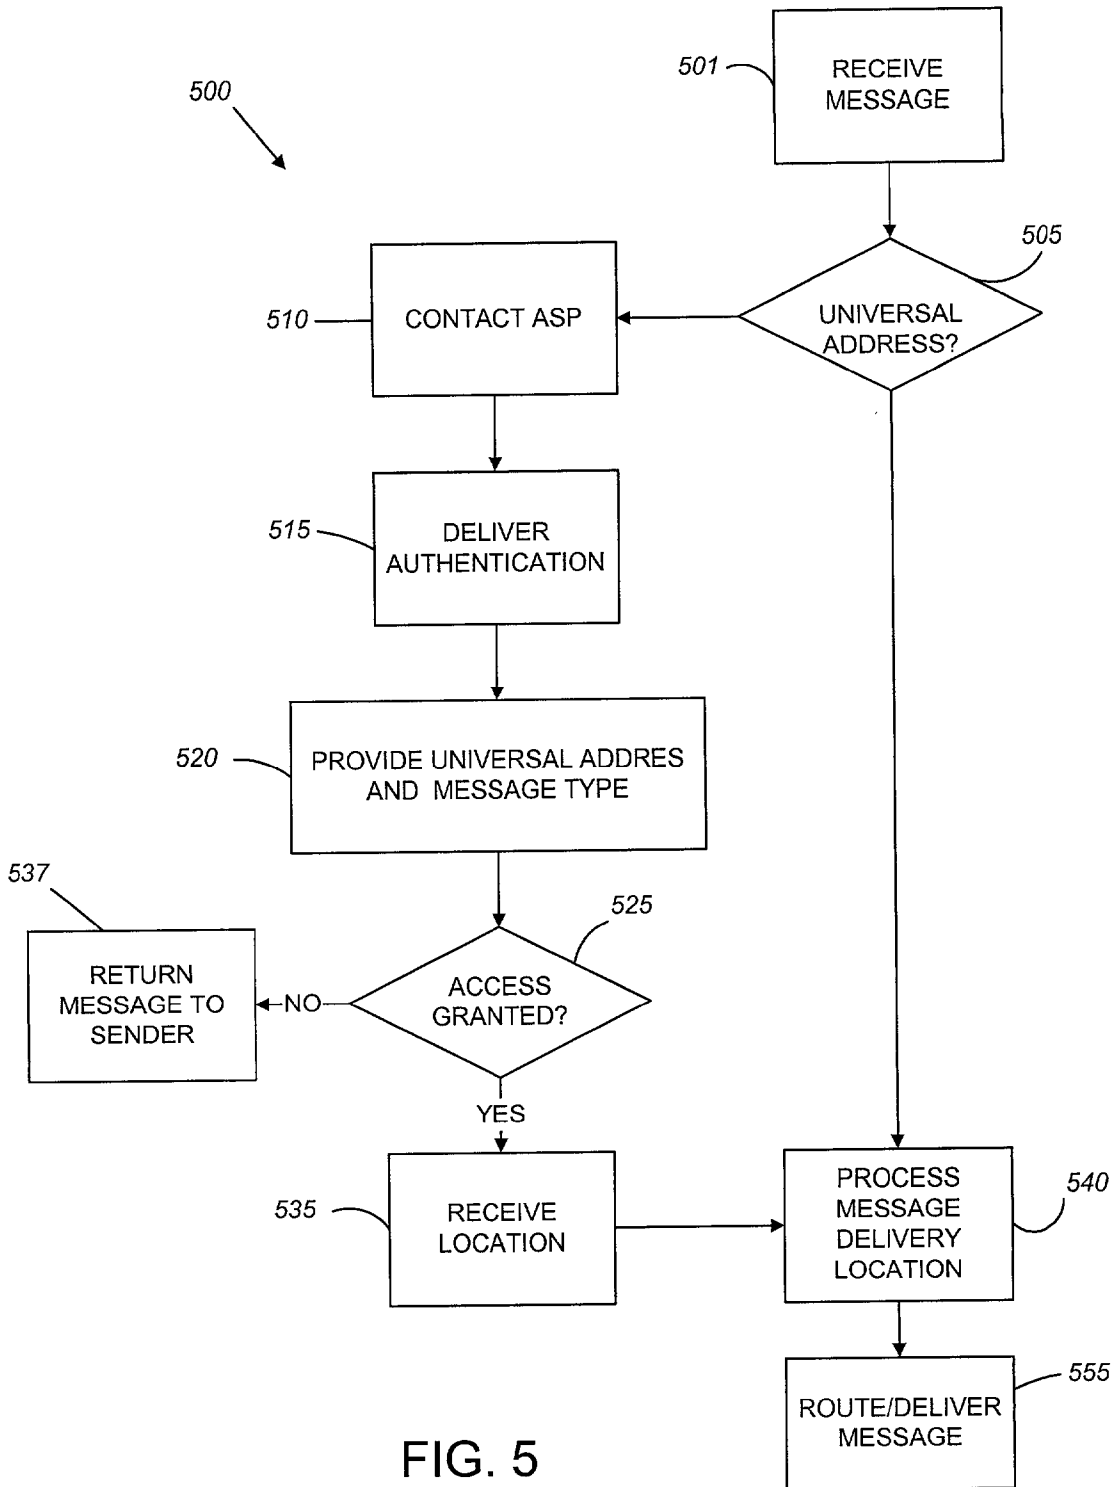 501
RECEIVE
MESSAGE
500
505
UNIVERSAL
ADDRESS?
510
CONTACT ASP
515
DELIVER
AUTHENTICATION
520
PROVIDE UNIVERSAL ADDRES
AND MESSAGE TYPE
537
RETURN
MESSAGE TO
SENDER
NO
525
ACCESS
GRANTED?
YES
535
RECEIVE
LOCATION
540
PROCESS
MESSAGE
DELIVERY
LOCATION
555
ROUTE/DELIVER
MESSAGE
FIG. 5